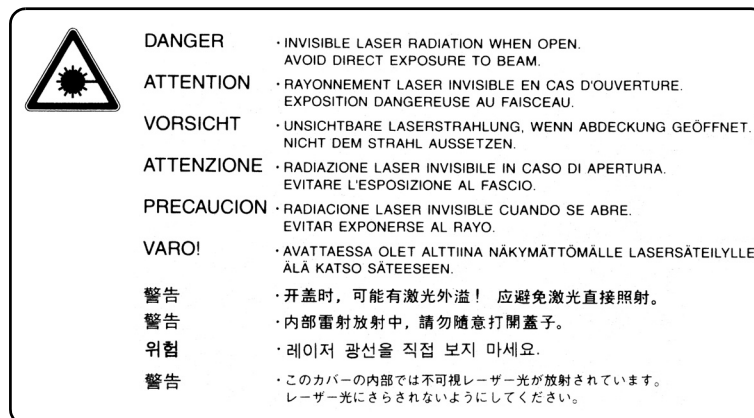 DANGER · INVISIBLE LASER RADIATION WHEN OPEN.
AVOID DIRECT EXPOSURE TO BEAM.
ATTENTION · RAYONNEMENT LASER INVISIBLE EN CAS D'OUVERTURE.
EXPOSITION DANGEREUSE AU FAISCEAU.
VORSICHT · UNSICHTBARE LASERSTRAHLUNG, WENN ABDECKUNG GEÖFFNET.
NICHT DEM STRAHL AUSSETZEN.
ATTENZIONE · RADIAZIONE LASER INVISIBILE IN CASO DI APERTURA.
EVITARE L'ESPOSIZIONE AL FASCIO.
PRECAUCION · RADIACIONE LASER INVISIBLE CUANDO SE ABRE.
EVITAR EXPONERSE AL RAYO.
VARO! · AVATTAESSA OLET ALTTIINA NÄKYMÄTTÖMÄLLE LASERSÄTEILYLLE
ÄLÄ KATSO SÄTEESEEN.
警告 · 开盖时，可能有激光外溢！ 应避免激光直接照射。
警告 · 内部雷射放射中，請勿隨意打開蓋子。
위험 · 레이저 광선을 직접 보지 마세요.
警告 · このカバーの内部では不可視レーザー光が放射されています。
レーザー光にさらされないようにしてください。